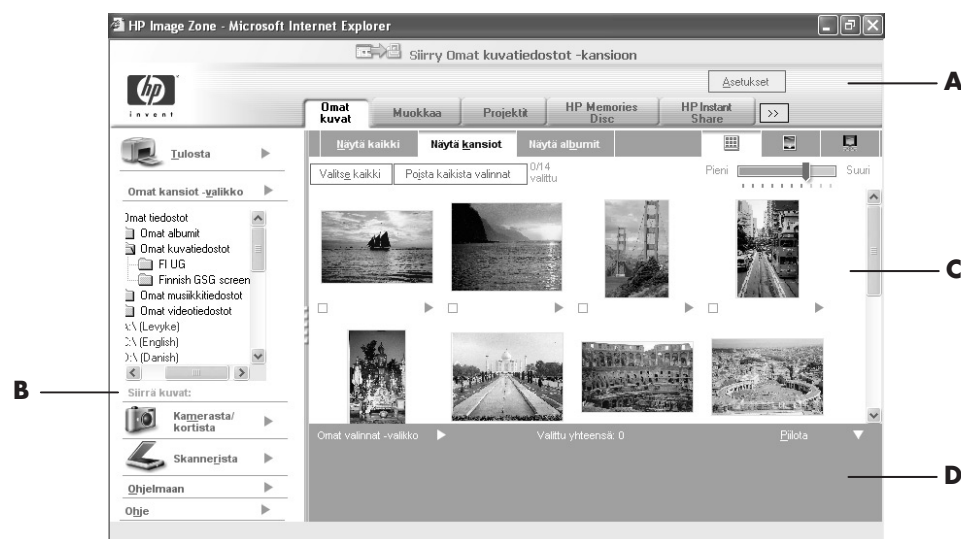 HP Image Zone - Microsoft Internet Explorer
Siirry Omat kuvatiedostot -kansioon
hp
invent
Asetukset
A
Omat kuvat
Muokkaa
Projektit
HP Memories Disc
HP Instant Share
>>
Tulosta
Näytä kaikki
Näytä kansiot
Näytä albumit
Valitse kaikki
Poista kaikista valinnat
0/14 valittu
Pieni
Suuri
Omat kansiot -valikko
Omat tiedostot
Omat albumit
Omat kuvatiedostot
FI UG
Finnish GSG screen
Omat musiikkitiedostot
Omat videotiedostot
A:\ (Levyke)
C:\ (English)
D:\ (Danish)
C
B
Siirrä kuvat:
Kamerasta/
kortista
Skannerista
Ohjelmaan
Ohje
Omat valinnat -valikko
Valittu yhteensä: 0
Piilota
D